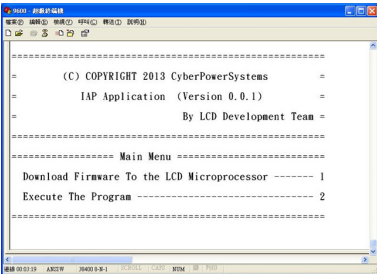 9600 - 超級終端機
檔案(F) 編輯(E) 檢視(V) 呼叫(C) 轉送(T) 說明(H)
======================================================
= (C) COPYRIGHT 2013 CyberPowerSystems =
= IAP Application (Version 0.0.1) =
= By LCD Development Team =
======================================================
================== Main Menu =========================
Download Firmware To the LCD Microprocessor ------- 1
Execute The Program ------------------------------- 2
======================================================
連線 00:03:19 ANSIW 38400 8-N-1 SCROLL CAPS NUM